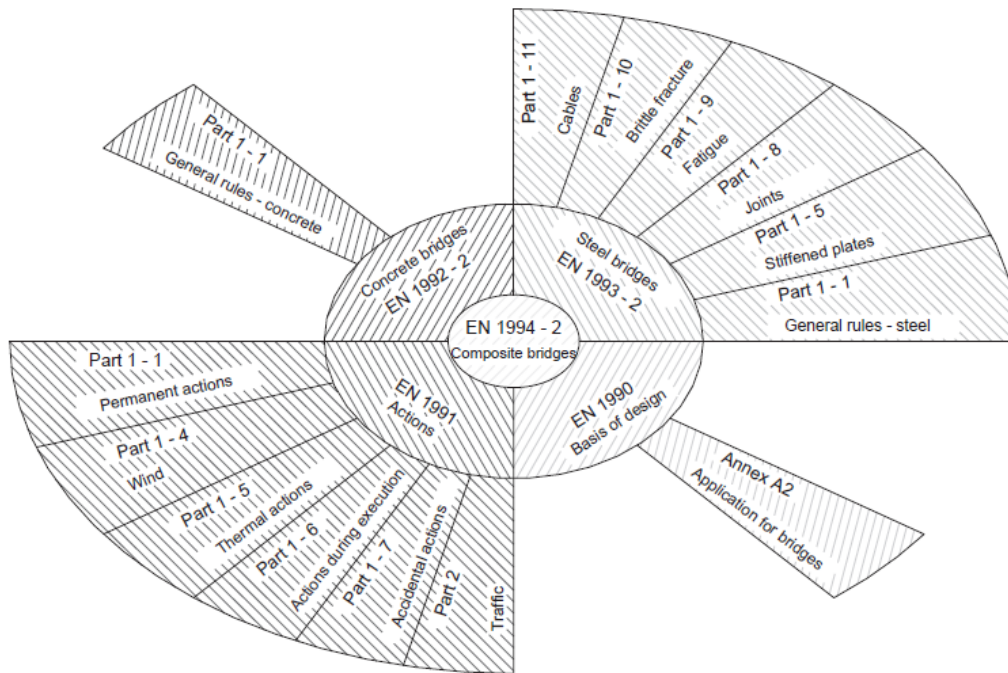 Part 1 - 11
Cables
Part 1 - 10
Brittle fracture
Part 1 - 9
Fatigue
Part 1 - 8
Joints
Part 1 - 5
Stiffened plates
Part 1 - 1
General rules - steel
Part 1 - 1
General rules - concrete
Concrete bridges
EN 1992 - 2
Steel bridges
EN 1993 - 2
EN 1994 - 2
Composite bridges
EN 1991
Actions
EN 1990
Basis of design
Part 1 - 1
Permanent actions
Part 1 - 4
Wind
Part 1 - 5
Thermal actions
Part 1 - 6
Actions during execution
Part 1 - 7
Accidental actions
Part 2
Traffic
Annex A2
Application for bridges